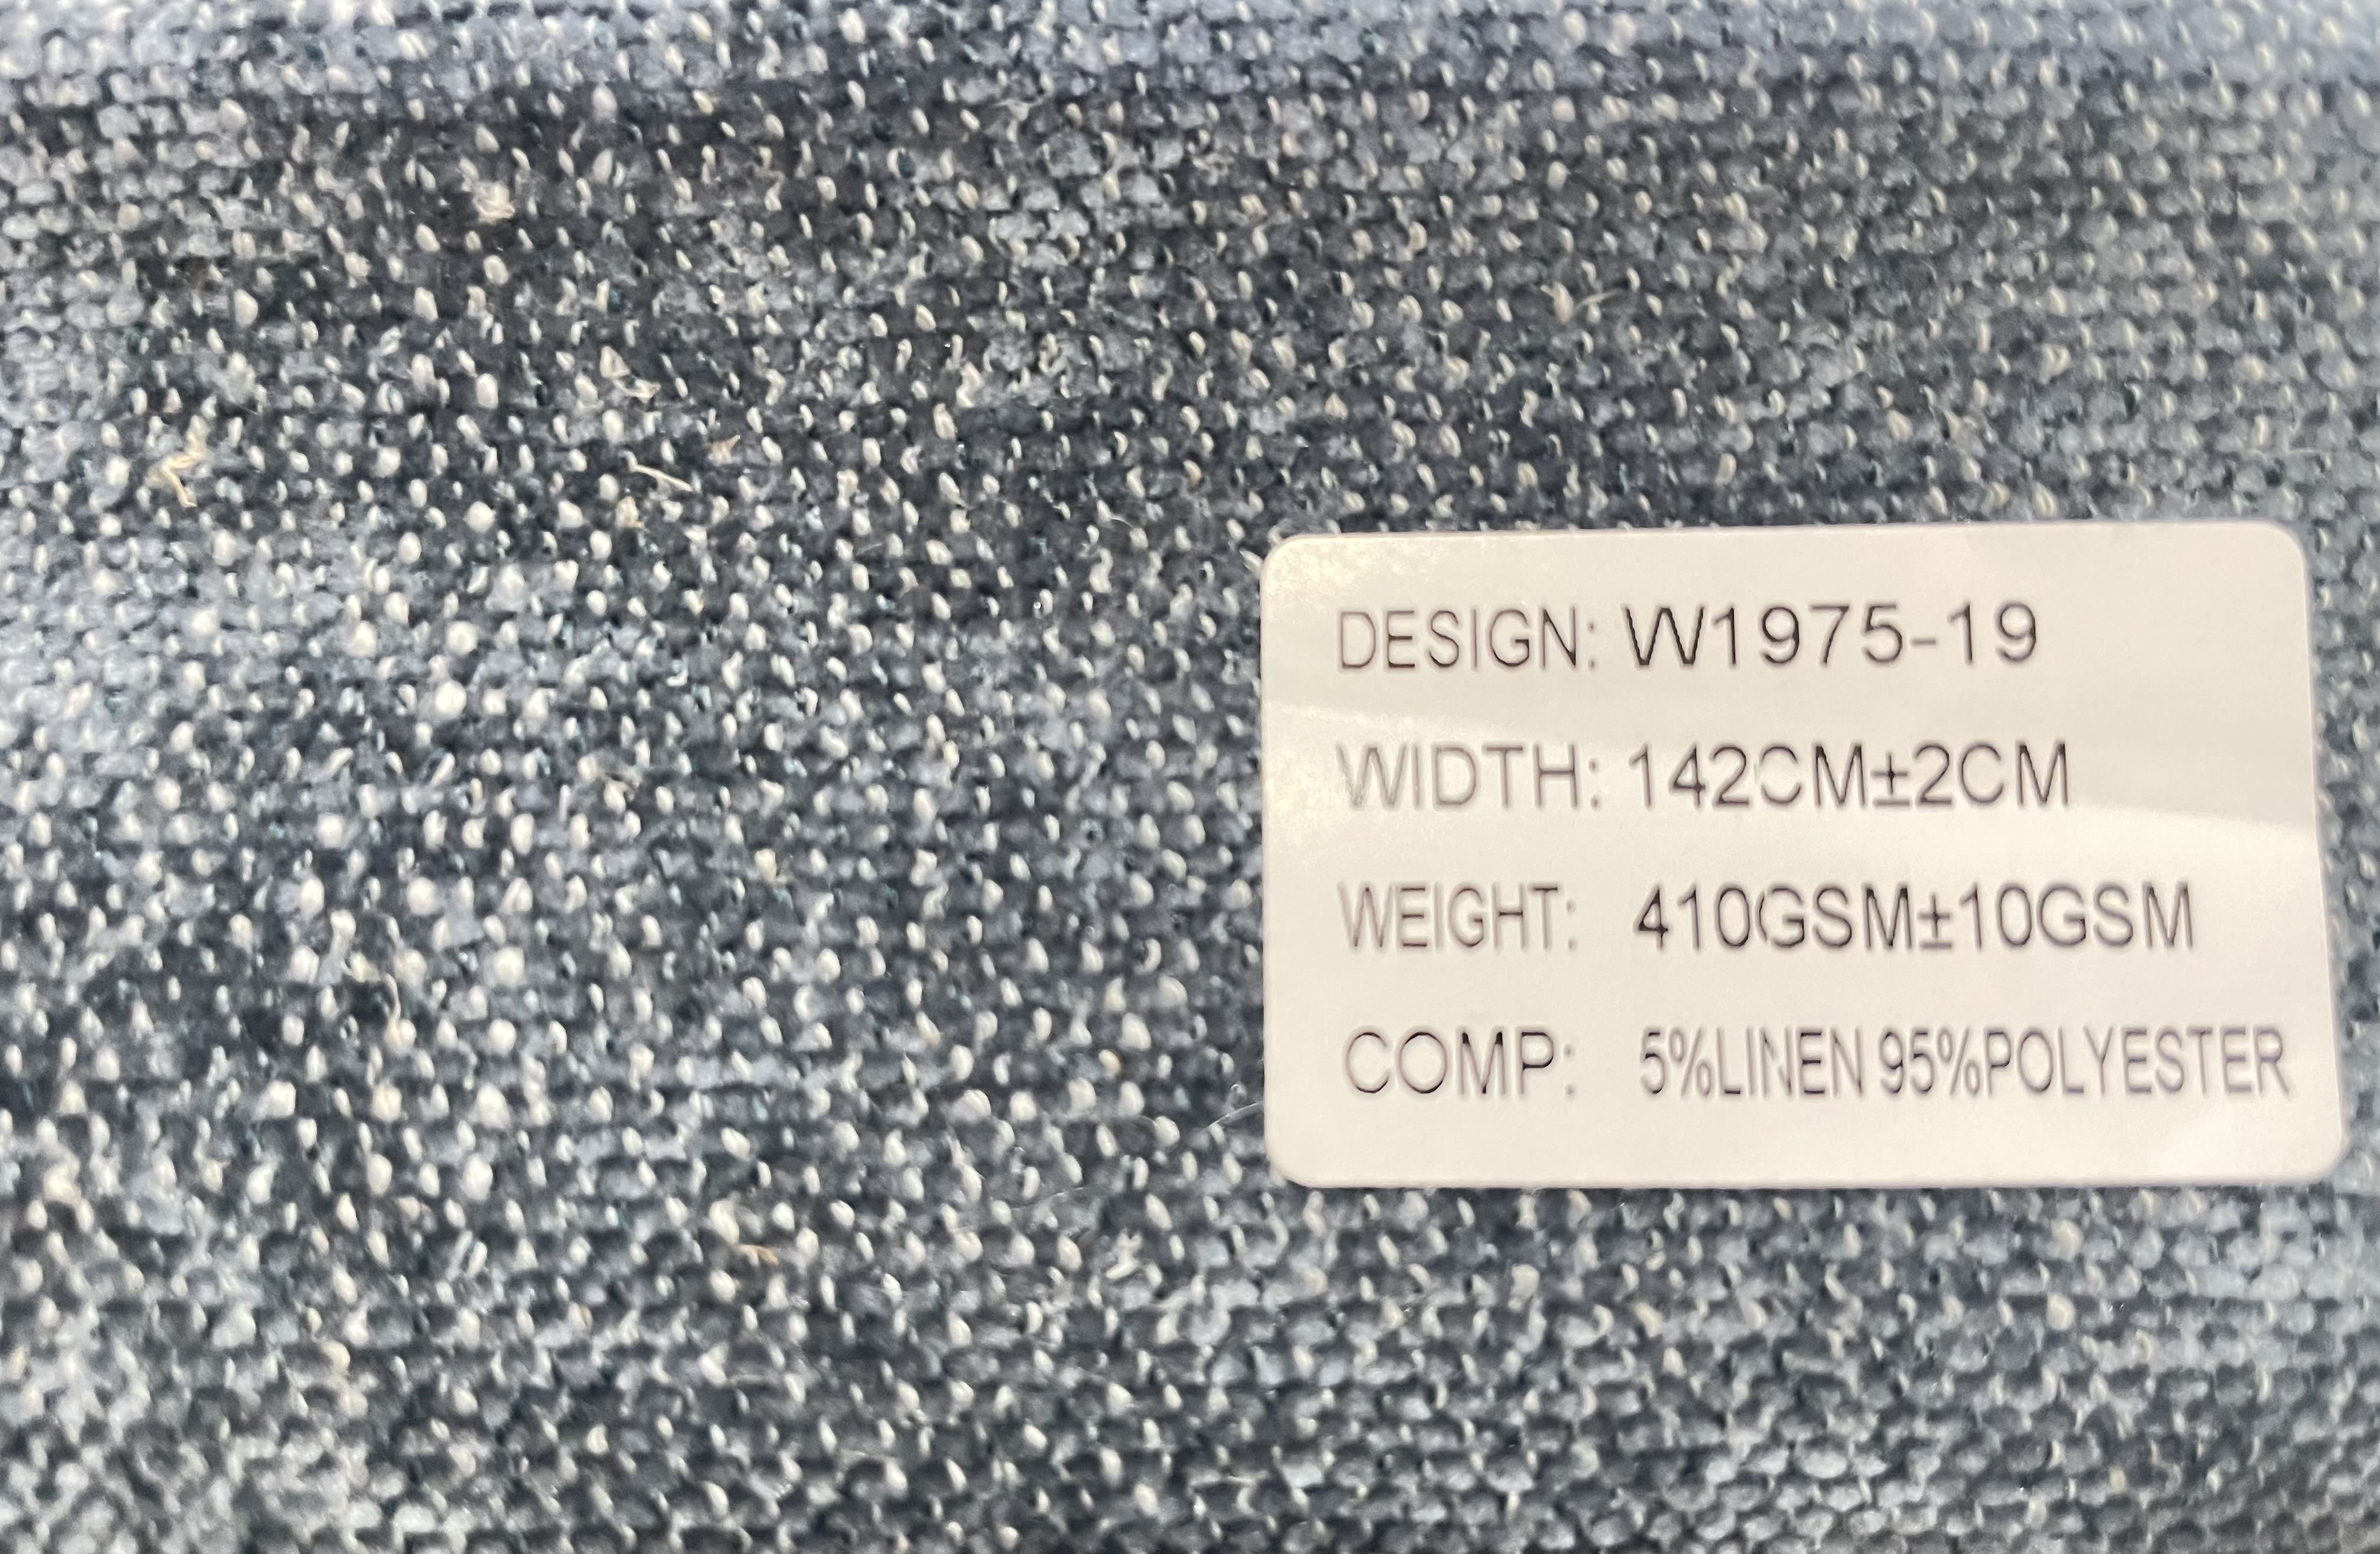 DESIGN: W1975-19
WIDTH: 142CM±2CM
WEIGHT: 410GSM±10GSM
COMP: 5%LINEN 95%POLYESTER